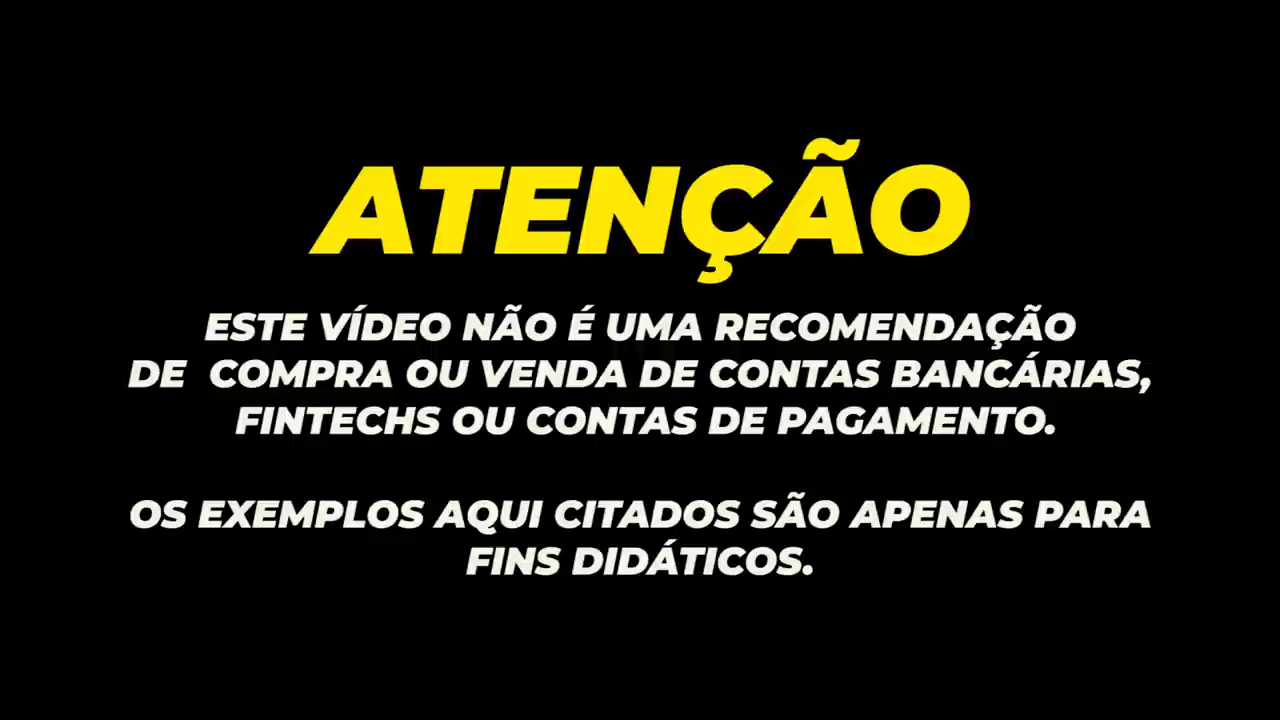 ATENÇÃO
ESTE VÍDEO NÃO É UMA RECOMENDAÇÃO
DE COMPRA OU VENDA DE CONTAS BANCÁRIAS,
FINTECHS OU CONTAS DE PAGAMENTO.
OS EXEMPLOS AQUI CITADOS SÃO APENAS PARA
FINS DIDÁTICOS.